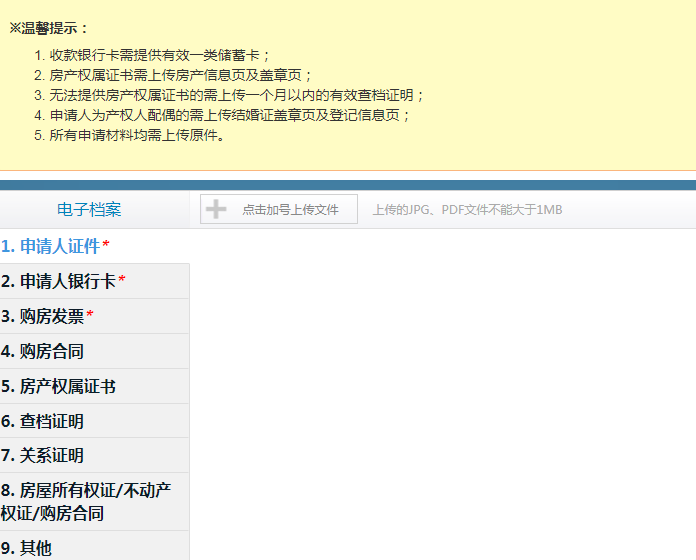 ※温馨提示：
1. 收款银行卡需提供有效一类储蓄卡；
2. 房产权属证书需上传房产信息页及盖章页；
3. 无法提供房产权属证书的需上传一个月以内的有效查档证明；
4. 申请人为产权人配偶的需上传结婚证盖章页及登记信息页；
5. 所有申请材料均需上传原件。
电子档案
点击加号上传文件
上传的JPG、PDF文件不能大于1MB
1. 申请人证件*
2. 申请人银行卡*
3. 购房发票*
4. 购房合同
5. 房产权属证书
6. 查档证明
7. 关系证明
8. 房屋所有权证/不动产
权证/购房合同
9. 其他